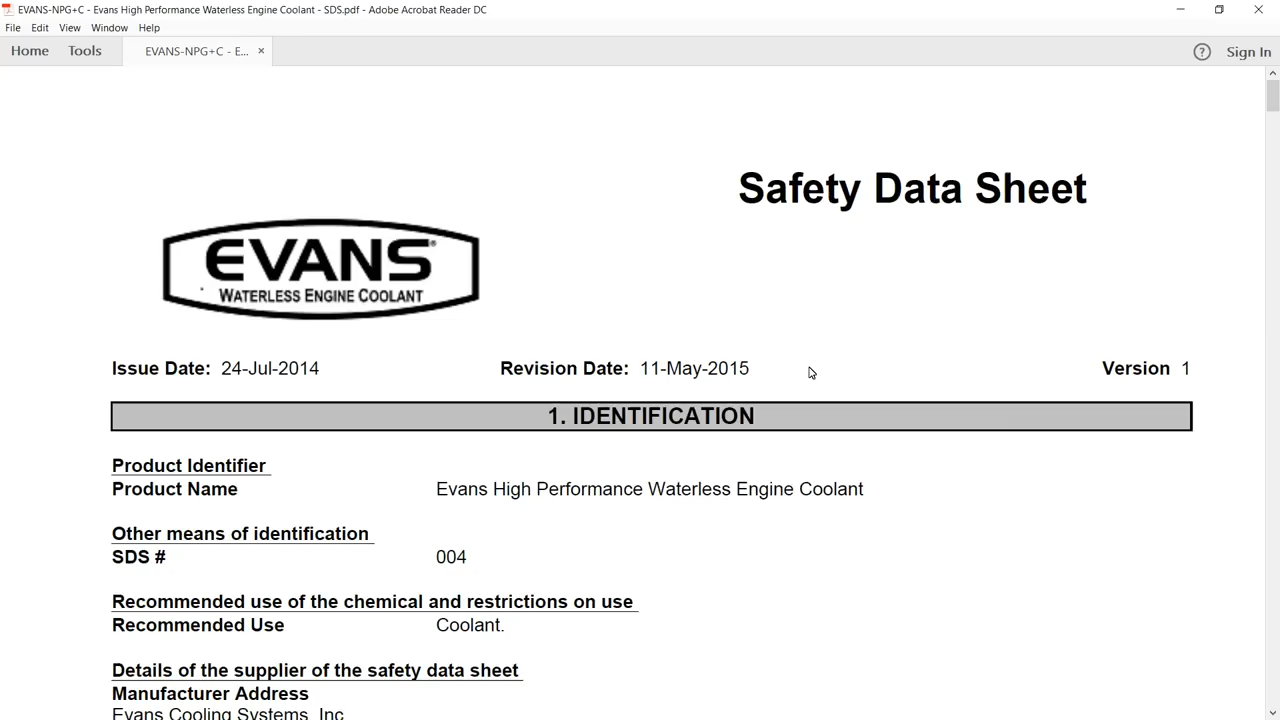 EVANS-NPG+C - Evans High Performance Waterless Engine Coolant - SDS.pdf - Adobe Acrobat Reader DC
File Edit View Window Help
Home Tools EVANS-NPG+C - E... × ? Sign In
Safety Data Sheet
EVANS®
WATERLESS ENGINE COOLANT
Issue Date: 24-Jul-2014 Revision Date: 11-May-2015 Version 1
1. IDENTIFICATION
Product Identifier
Product Name Evans High Performance Waterless Engine Coolant
Other means of identification
SDS # 004
Recommended use of the chemical and restrictions on use
Recommended Use Coolant.
Details of the supplier of the safety data sheet
Manufacturer Address
Evans Cooling Systems, Inc